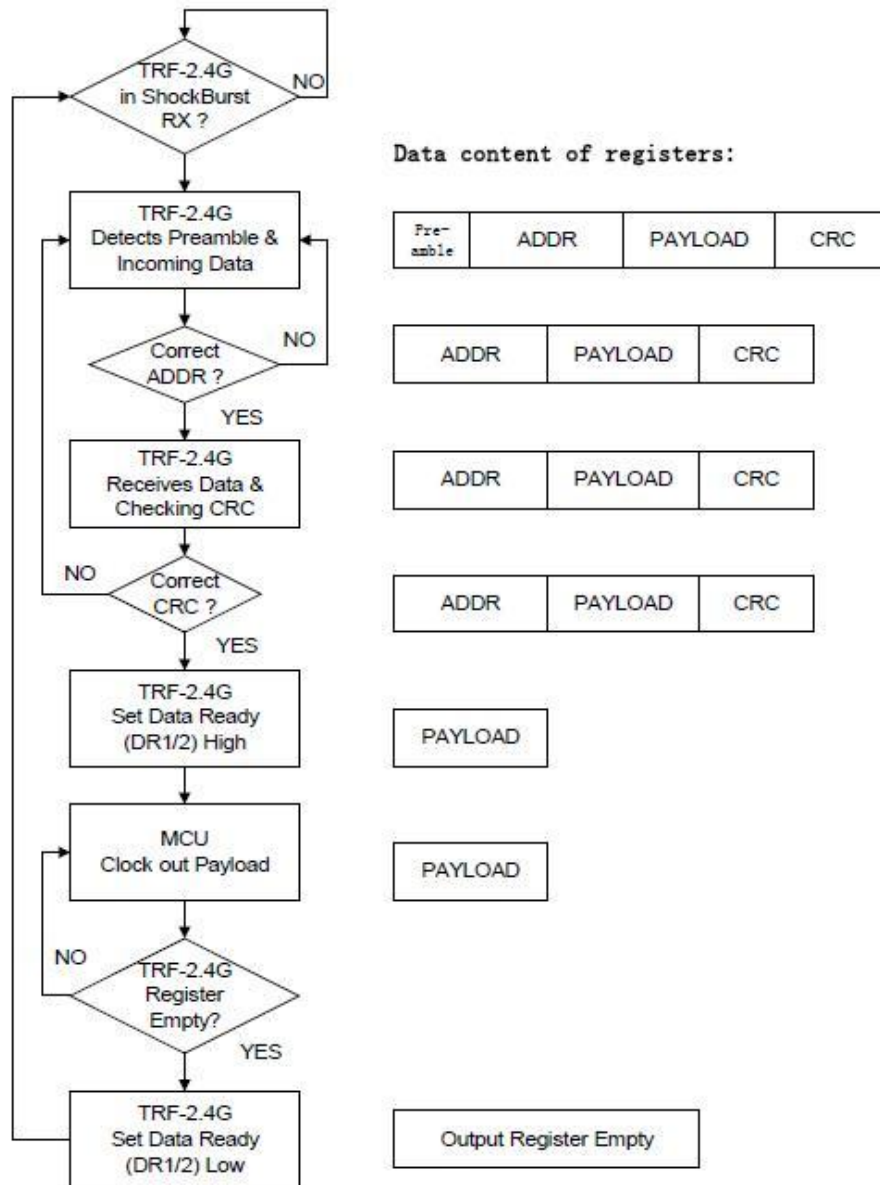 TRF-2.4G
in ShockBurst
RX ?
NO
Data content of registers:
TRF-2.4G
Detects Preamble &
Incoming Data
Pre-
amble
ADDR
PAYLOAD
CRC
Correct
ADDR ?
NO
YES
ADDR
PAYLOAD
CRC
TRF-2.4G
Receives Data &
Checking CRC
ADDR
PAYLOAD
CRC
Correct
CRC ?
NO
YES
ADDR
PAYLOAD
CRC
TRF-2.4G
Set Data Ready
(DR1/2) High
PAYLOAD
MCU
Clock out Payload
PAYLOAD
TRF-2.4G
Register
Empty?
NO
YES
TRF-2.4G
Set Data Ready
(DR1/2) Low
Output Register Empty